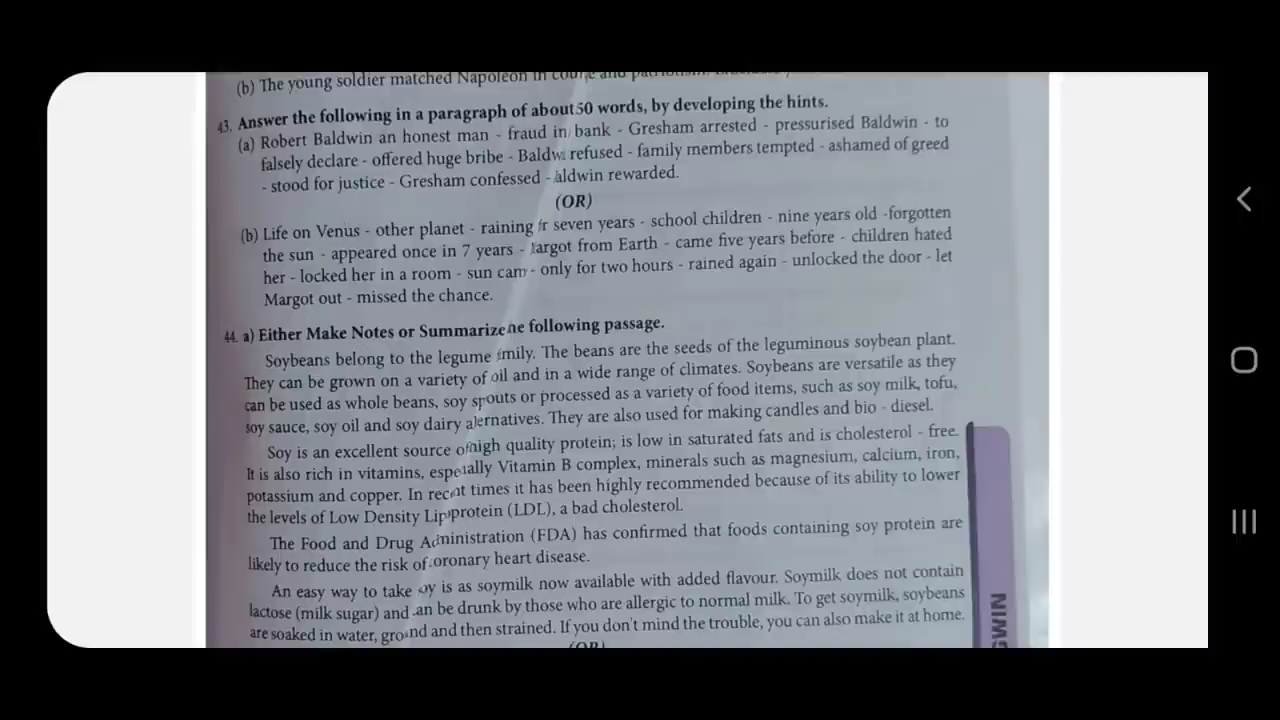 (b) The young soldier matched Napoleon in
43. Answer the following in a paragraph of about 50 words, by developing the hints.
(a) Robert Baldwin an honest man - fraud in bank - Gresham arrested - pressurised Baldwin - to
falsely declare - offered huge bribe - Baldwi refused - family members tempted - ashamed of greed
- stood for justice - Gresham confessed - aldwin rewarded.
(OR)
(b) Life on Venus - other planet - raining fr seven years - school children - nine years old -forgotten
the sun - appeared once in 7 years - largot from Earth - came five years before - children hated
her - locked her in a room - sun cam - only for two hours - rained again - unlocked the door - let
Margot out - missed the chance.
44. a) Either Make Notes or Summarize he following passage.
Soybeans belong to the legume mily. The beans are the seeds of the leguminous soybean plant.
They can be grown on a variety of oil and in a wide range of climates. Soybeans are versatile as they
can be used as whole beans, soy spouts or processed as a variety of food items, such as soy milk, tofu,
soy sauce, soy oil and soy dairy alernatives. They are also used for making candles and bio - diesel.
Soy is an excellent source of high quality protein; is low in saturated fats and is cholesterol - free.
It is also rich in vitamins, especially Vitamin B complex, minerals such as magnesium, calcium, iron,
potassium and copper. In recnt times it has been highly recommended because of its ability to lower
the levels of Low Density Lipprotein (LDL), a bad cholesterol.
The Food and Drug Administration (FDA) has confirmed that foods containing soy protein are
likely to reduce the risk of oronary heart disease.
An easy way to take oy is as soymilk now available with added flavour. Soymilk does not contain
lactose (milk sugar) and an be drunk by those who are allergic to normal milk. To get soymilk, soybeans
are soaked in water, ground and then strained. If you don't mind the trouble, you can also make it at home.
(OR)